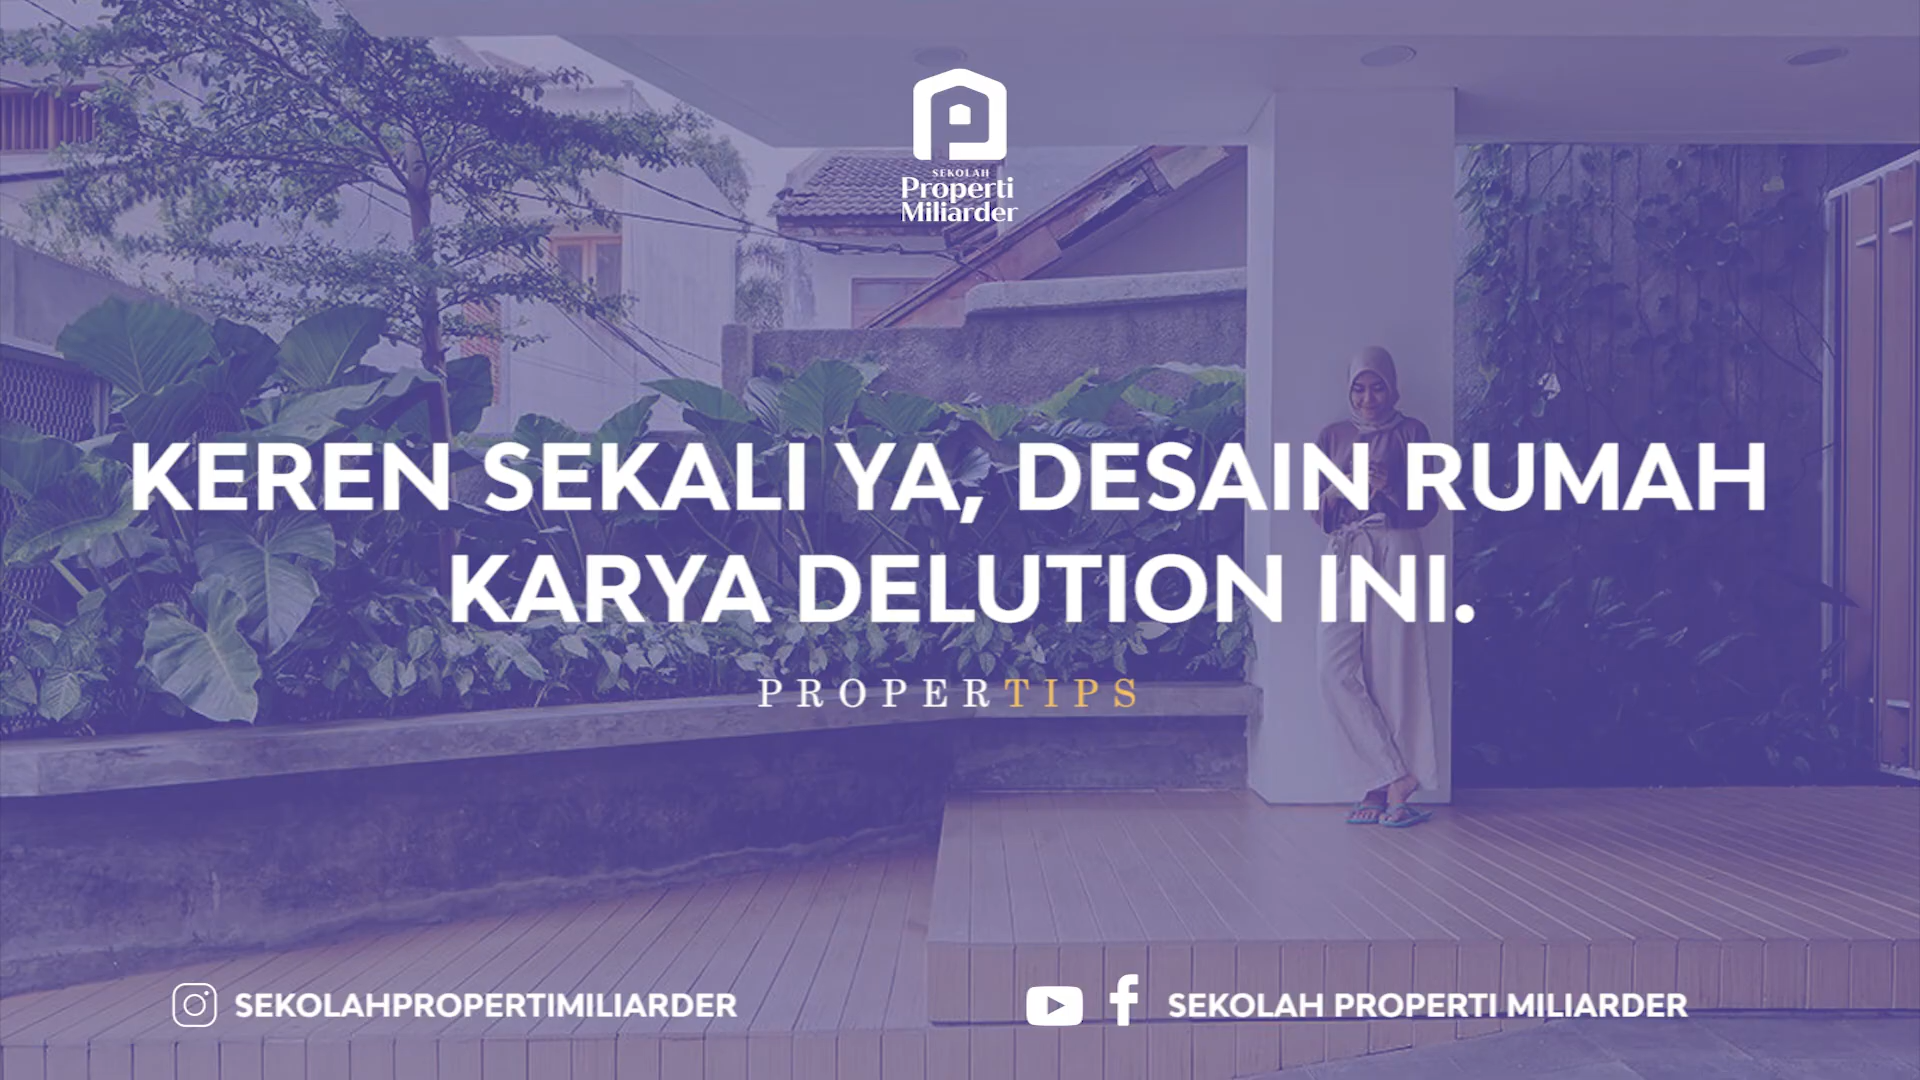 SEKOLAH
Properti
Miliarder
KEREN SEKALI YA, DESAIN RUMAH
KARYA DELUTION INI.
PROPERTIPS
SEKOLAHPROPERTIMILIARDER
SEKOLAH PROPERTI MILIARDER